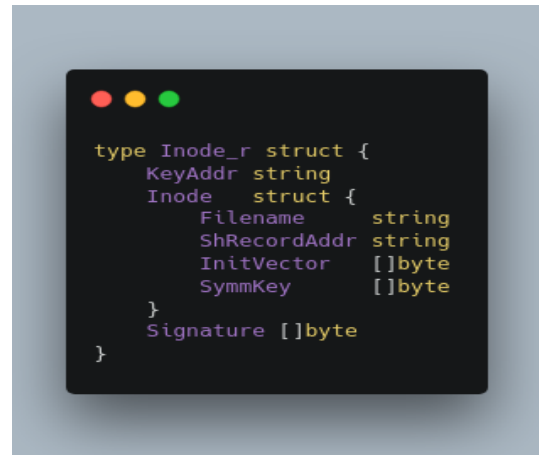 type Inode_r struct {
    KeyAddr string
    Inode   struct {
        Filename     string
        ShRecordAddr string
        InitVector   []byte
        SymmKey      []byte
    }
    Signature []byte
}